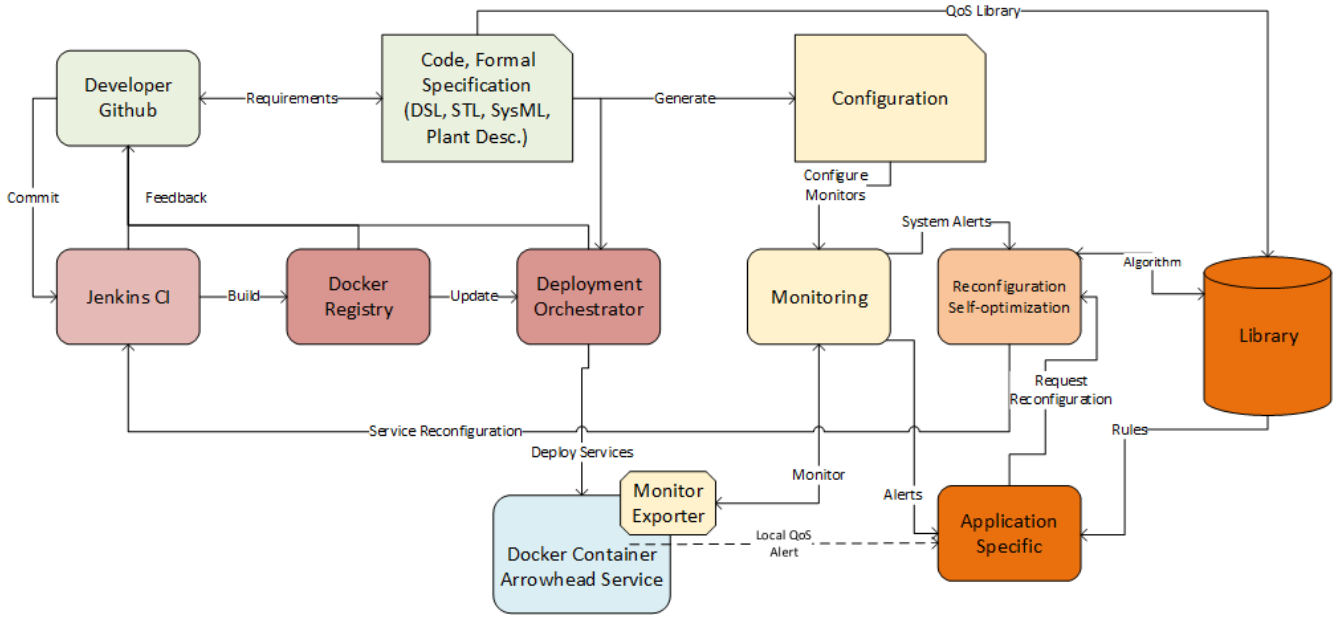 QoS Library
Code, Formal
Specification
(DSL, STL, SysML,
Plant Desc.)
Developer
Github
Requirements
Generate
Configuration
Configure
Monitors
Commit
Feedback
System Alerts
Jenkins CI
Build
Docker
Registry
Update
Deployment
Orchestrator
Monitoring
Reconfiguration
Self-optimization
Algorithm
Library
Request
Reconfiguration
Service Reconfiguration
Rules
Deploy Services
Monitor
Monitor
Exporter
Alerts
Application
Specific
Local QoS
Alert
Docker Container
Arrowhead Service